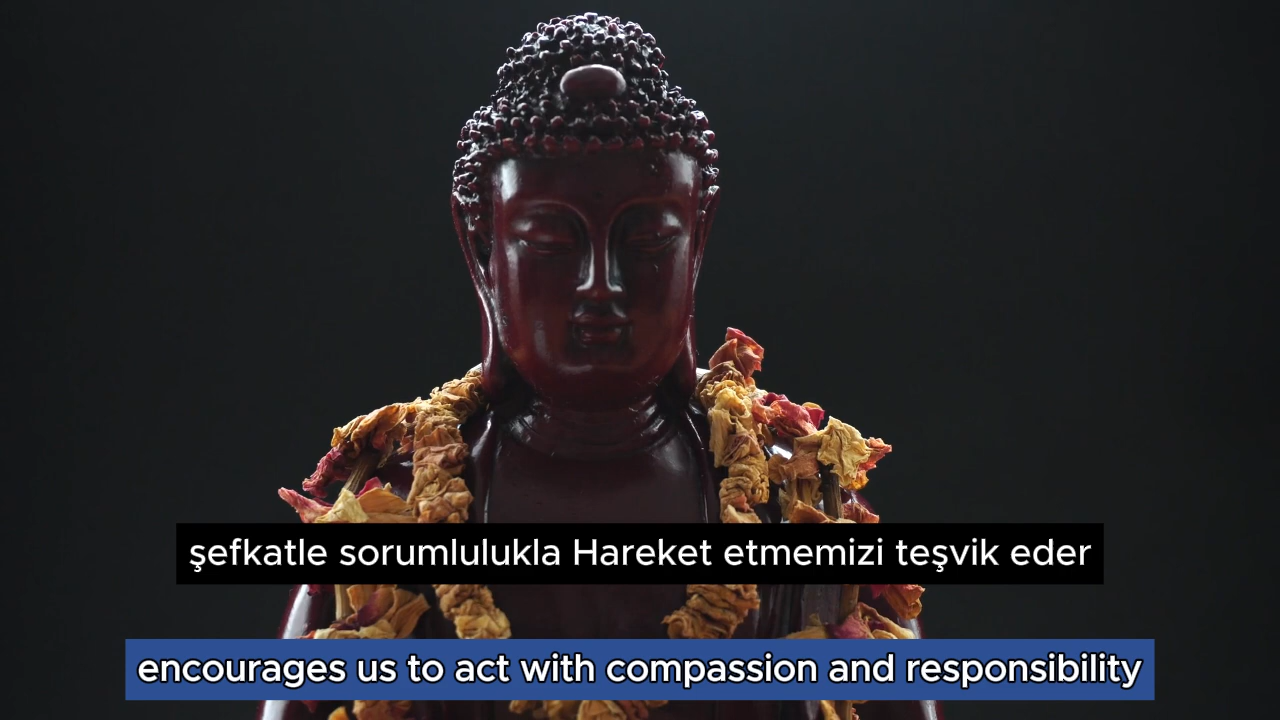 şefkatle sorumlulukla Hareket etmemizi teşvik eder
encourages us to act with compassion and responsibility